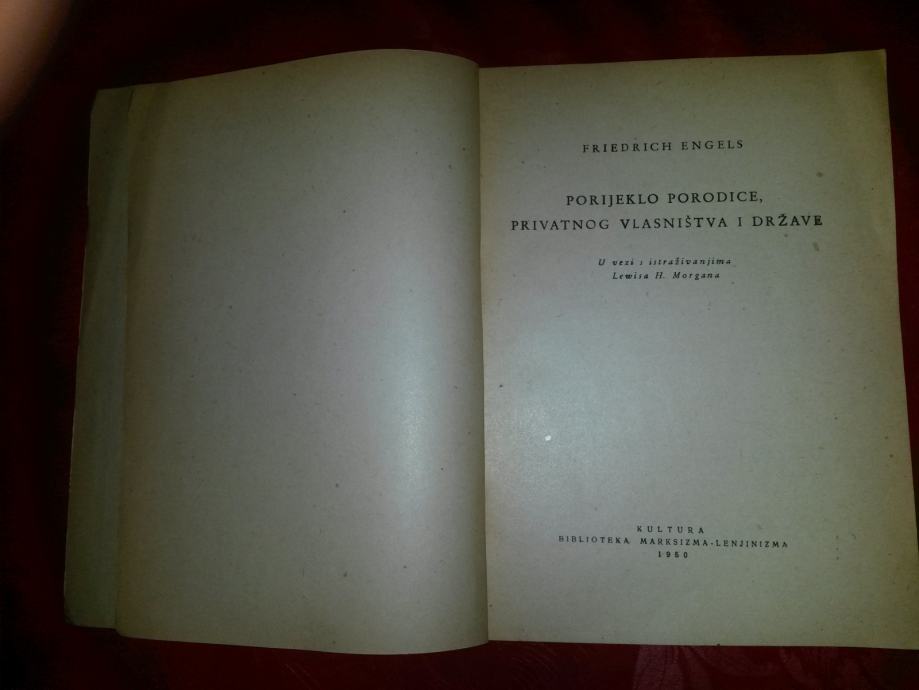 FRIEDRICH ENGELS
PORIJEKLO PORODICE,
PRIVATNOG VLASNIŠTVA I DRŽAVE
U vezi s istraživanjima
Lewisa H. Morgana
KULTURA
BIBLIOTEKA MARKSIZMA-LENJINIZMA
1950